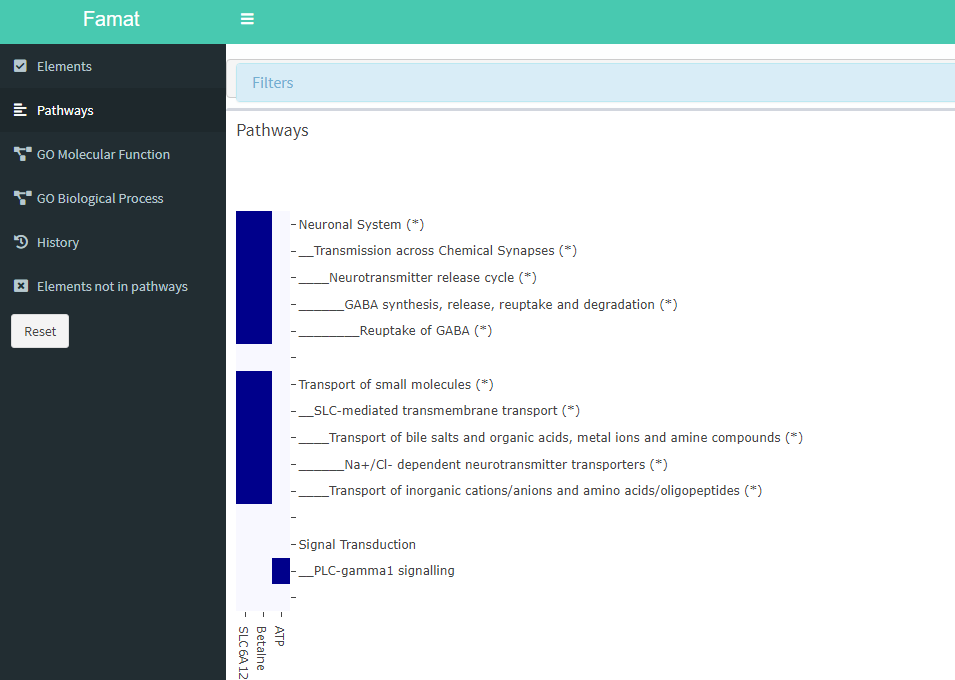 Famat
Elements
Pathways
GO Molecular Function
GO Biological Process
History
Elements not in pathways
Reset
Filters
Pathways
Neuronal System (*)
__Transmission across Chemical Synapses (*)
____Neurotransmitter release cycle (*)
______GABA synthesis, release, reuptake and degradation (*)
________Reuptake of GABA (*)
Transport of small molecules (*)
__SLC-mediated transmembrane transport (*)
____Transport of bile salts and organic acids, metal ions and amine compounds (*)
______Na+/Cl- dependent neurotransmitter transporters (*)
____Transport of inorganic cations/anions and amino acids/oligopeptides (*)
Signal Transduction
__PLC-gamma1 signalling
SLC6A12
BetaIne
ATP